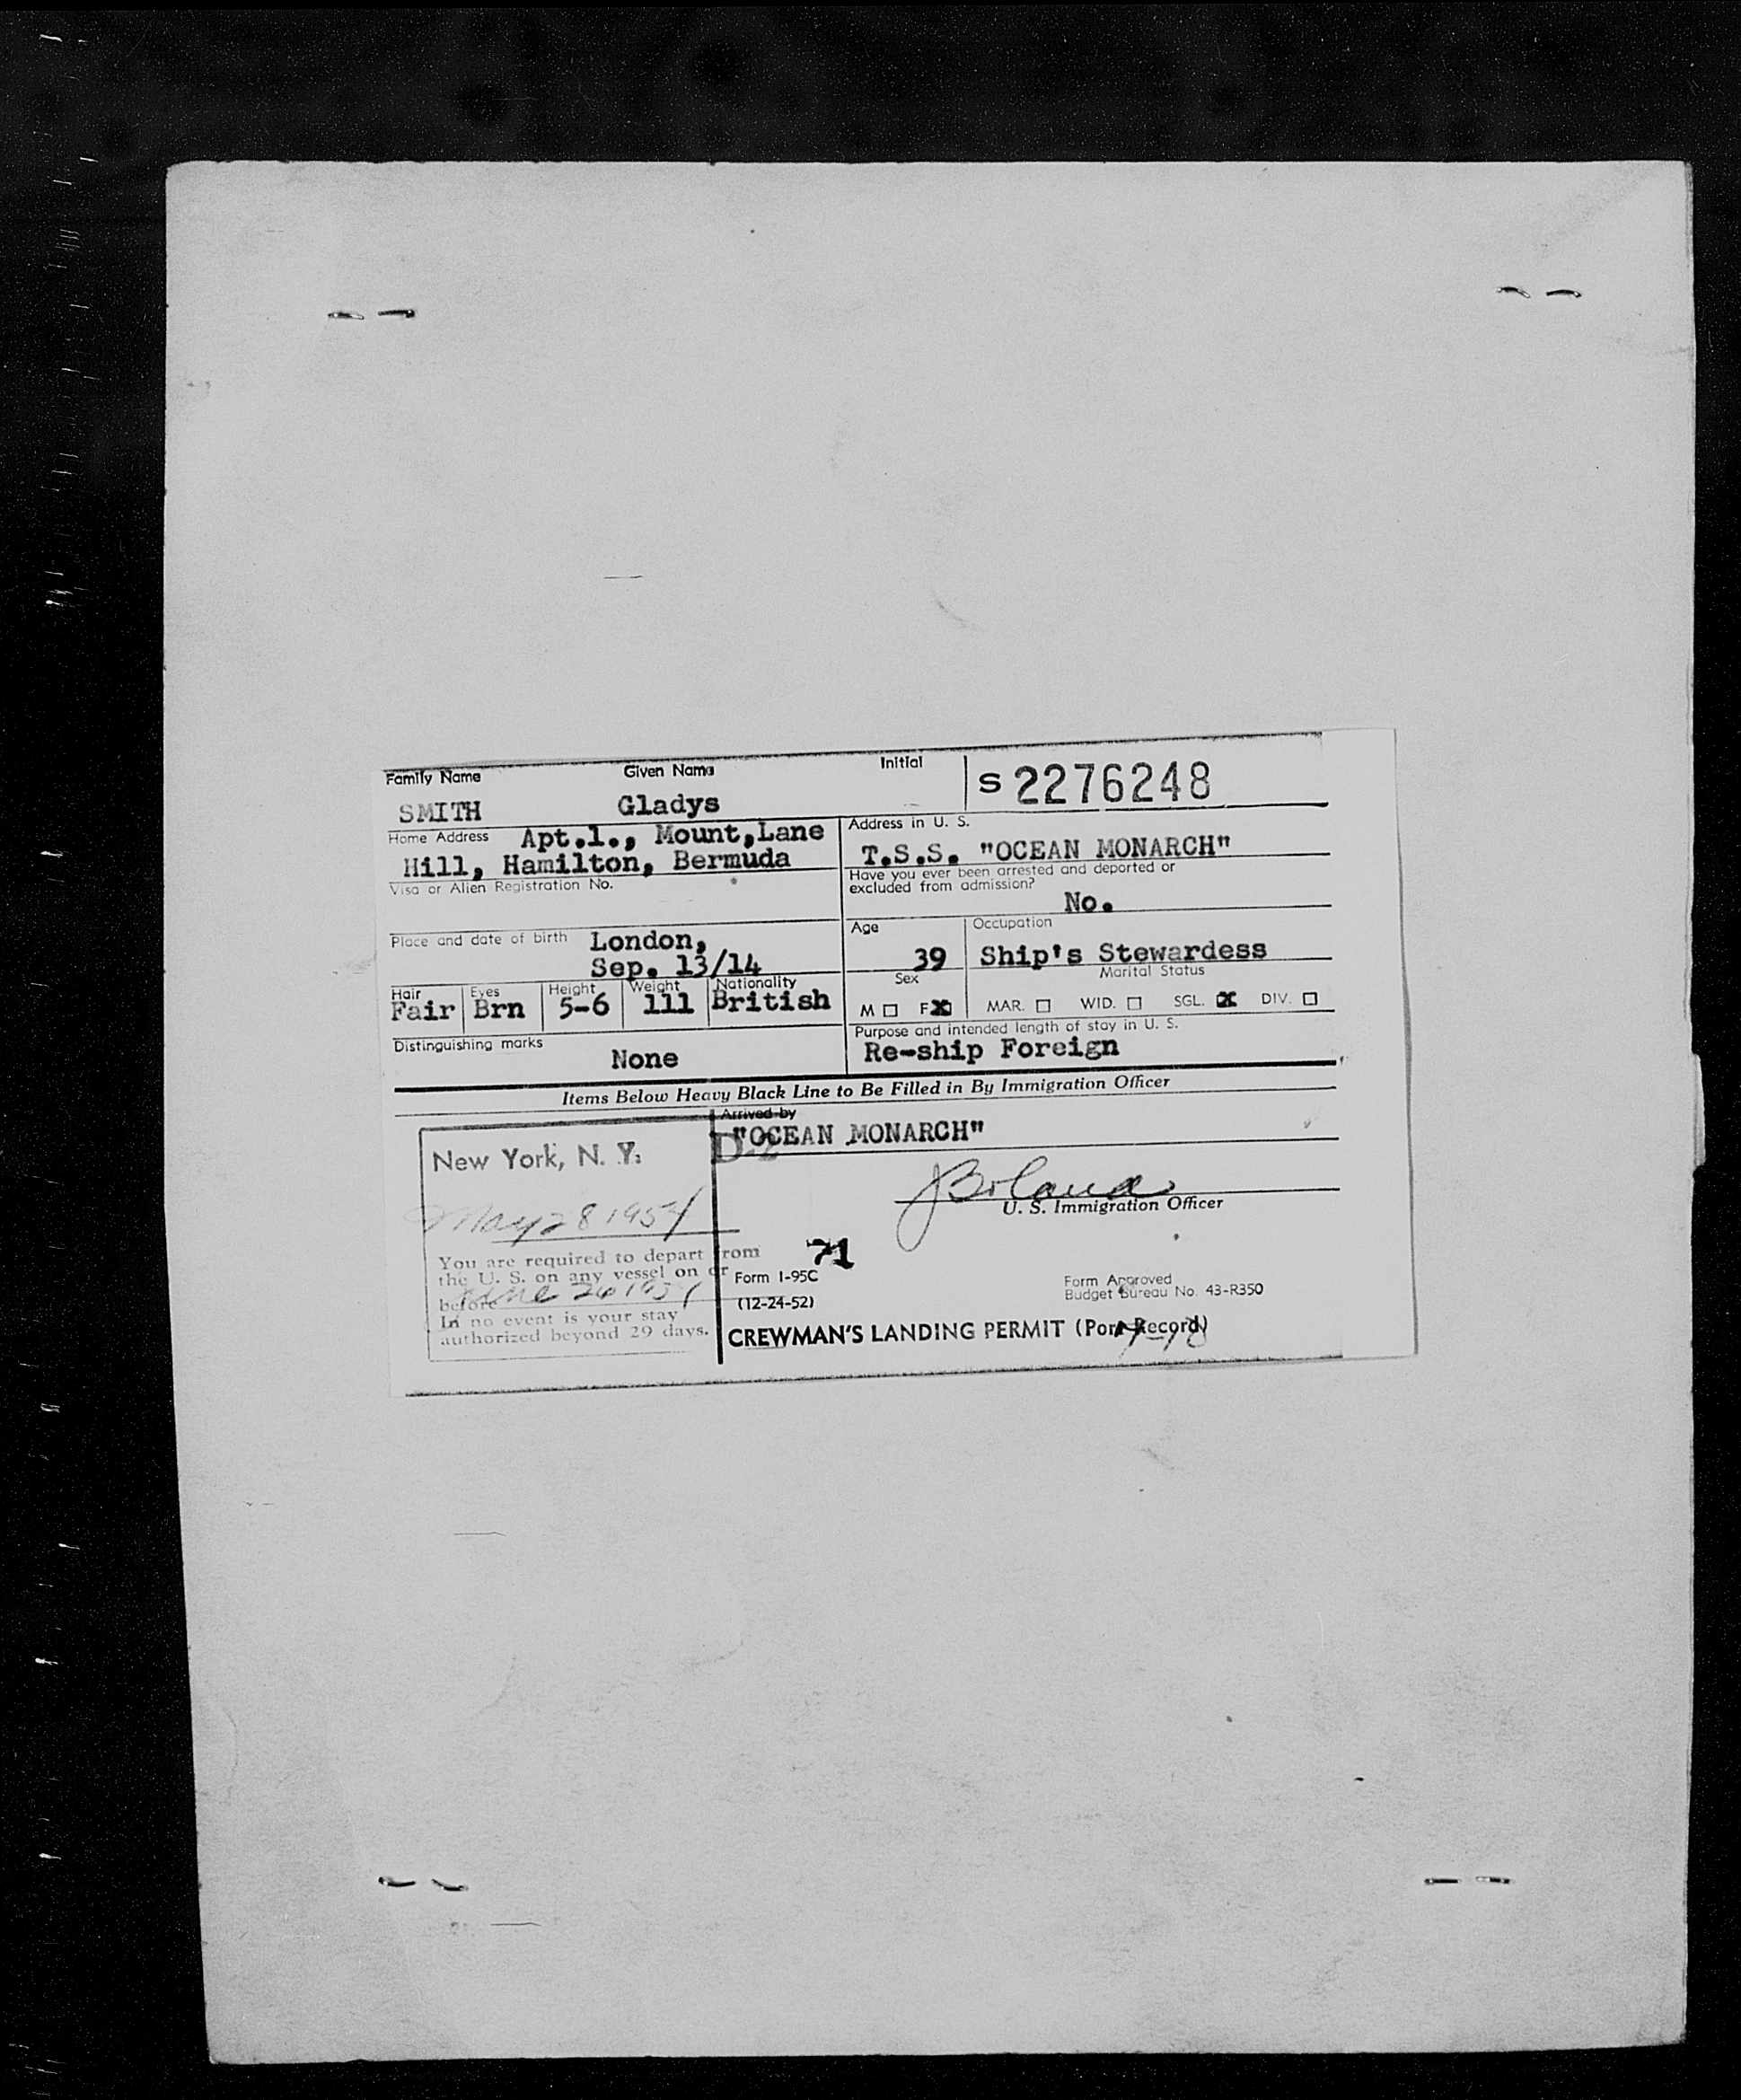 Family Name Given Name Initial S 2276248
SMITH Gladys
Home Address Apt.1., Mount,Lane
Hill, Hamilton, Bermuda
Address in U. S.
T.S.S. "OCEAN MONARCH"
Visa or Alien Registration No.
Have you ever been arrested and deported or
excluded from admission?
No.
Place and date of birth London,
Sep. 13/14
Age
39
Occupation
Ship's Stewardess
Hair Eyes Height Weight Nationality
Fair Brn 5-6 111 British
Sex
M □ F☒
Marital Status
MAR. □ WID. □ SGL. ☒ DIV. □
Distinguishing marks
None
Purpose and intended length of stay in U. S.
Re-ship Foreign
Items Below Heavy Black Line to Be Filled in By Immigration Officer
Arrived by
"OCEAN MONARCH"
New York, N. Y.
May 28 1954
You are required to depart from
the U. S. on any vessel on or
before June 26 1954
In no event is your stay
authorized beyond 29 days.
U. S. Immigration Officer
71
Form I-95C
(12-24-52)
Form Approved
Budget Bureau No. 43-R350
CREWMAN'S LANDING PERMIT (Port Record)